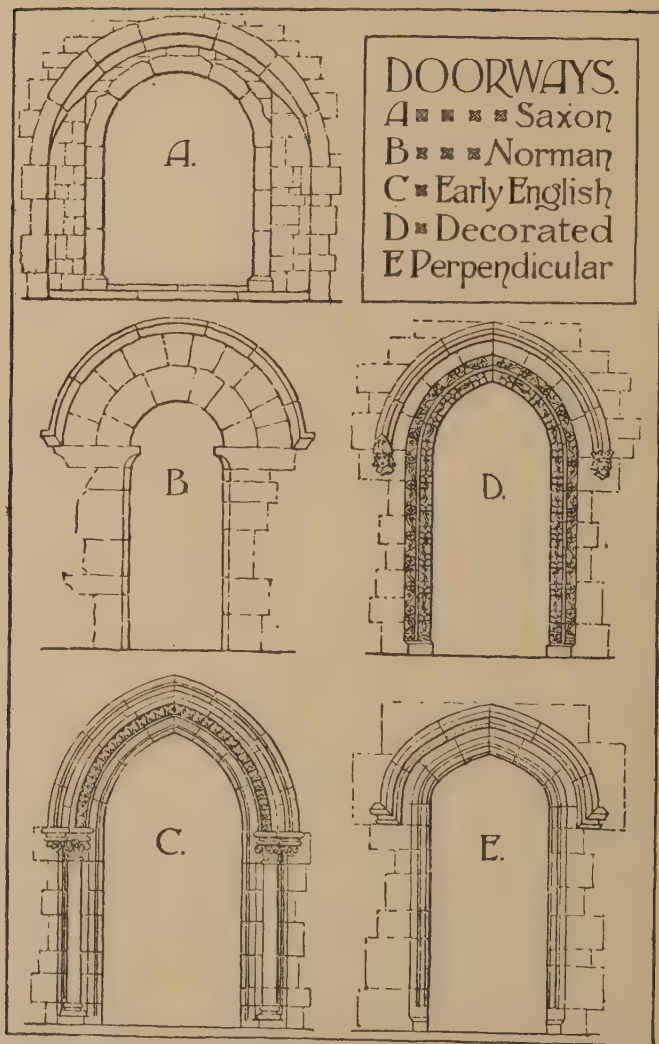 DOORWAYS.
A Saxon
B Norman
C Early English
D Decorated
E Perpendicular
A.
B
D.
C.
E.